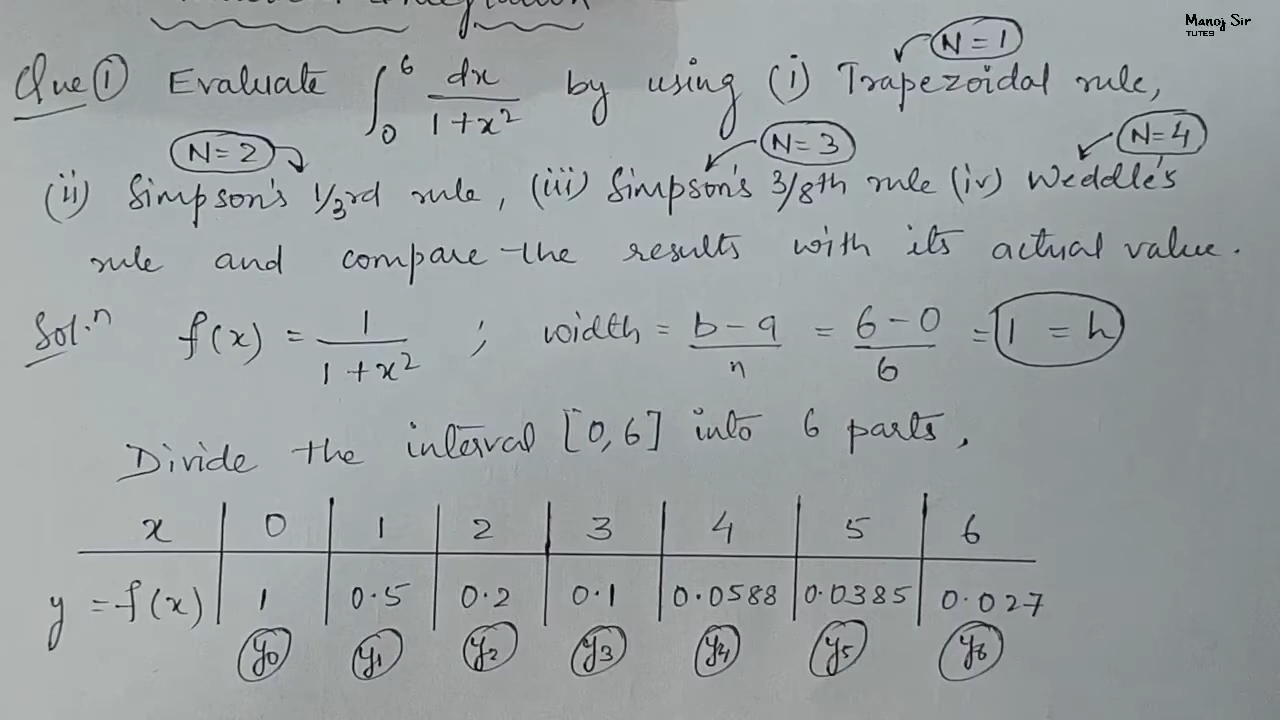 Manoj Sir
TUTES
N=1
Que ① Evaluate ∫₀⁶ dx/(1+x²) by using (i) Trapezoidal rule,
N=2 N=3 N=4
(ii) Simpson's 1/3rd rule, (iii) Simpson's 3/8th rule (iv) Weddle's
rule and compare the results with its actual value.
Sol.ⁿ f(x) = 1/(1+x²) ; width = (b-a)/n = (6-0)/6 = 1 = h
Divide the interval [0,6] into 6 parts,
x 0 1 2 3 4 5 6
y = f(x) 1 0.5 0.2 0.1 0.0588 0.0385 0.027
y₀ y₁ y₂ y₃ y₄ y₅ y₆